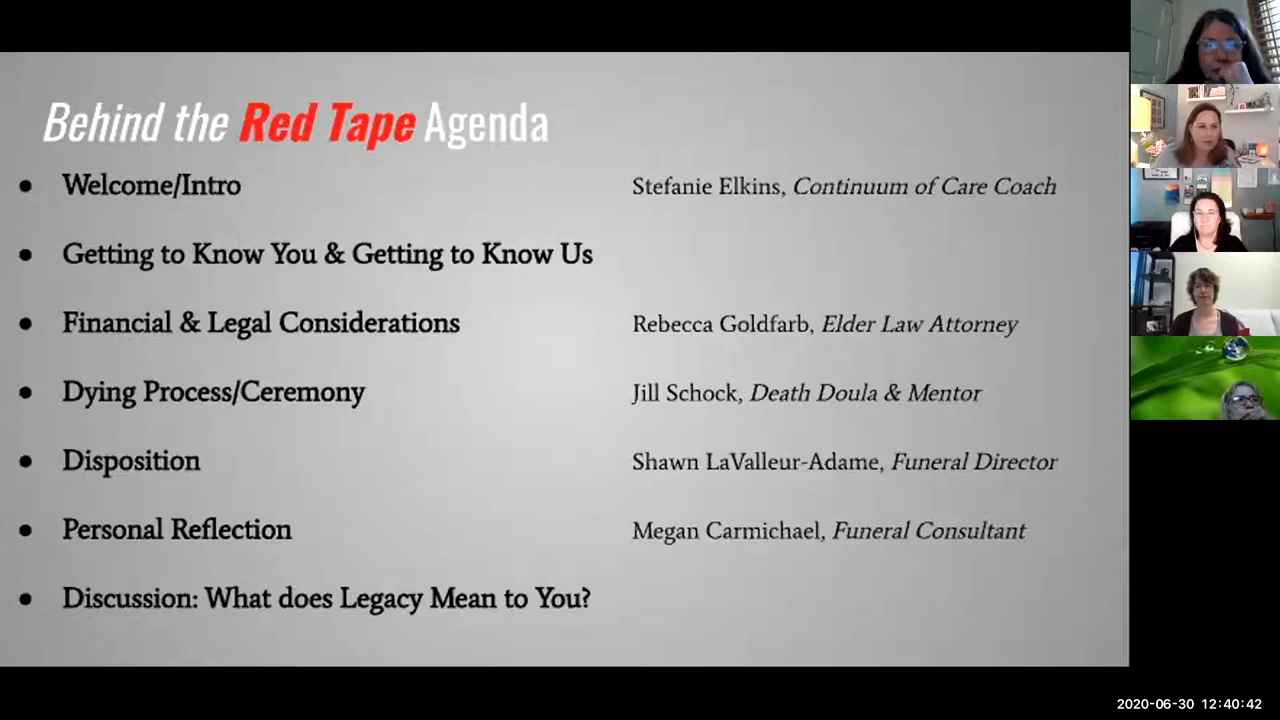 Behind the Red Tape Agenda
● Welcome/Intro Stefanie Elkins, Continuum of Care Coach
● Getting to Know You & Getting to Know Us
● Financial & Legal Considerations Rebecca Goldfarb, Elder Law Attorney
● Dying Process/Ceremony Jill Schock, Death Doula & Mentor
● Disposition Shawn LaValleur-Adame, Funeral Director
● Personal Reflection Megan Carmichael, Funeral Consultant
● Discussion: What does Legacy Mean to You?
2020-06-30 12:40:42